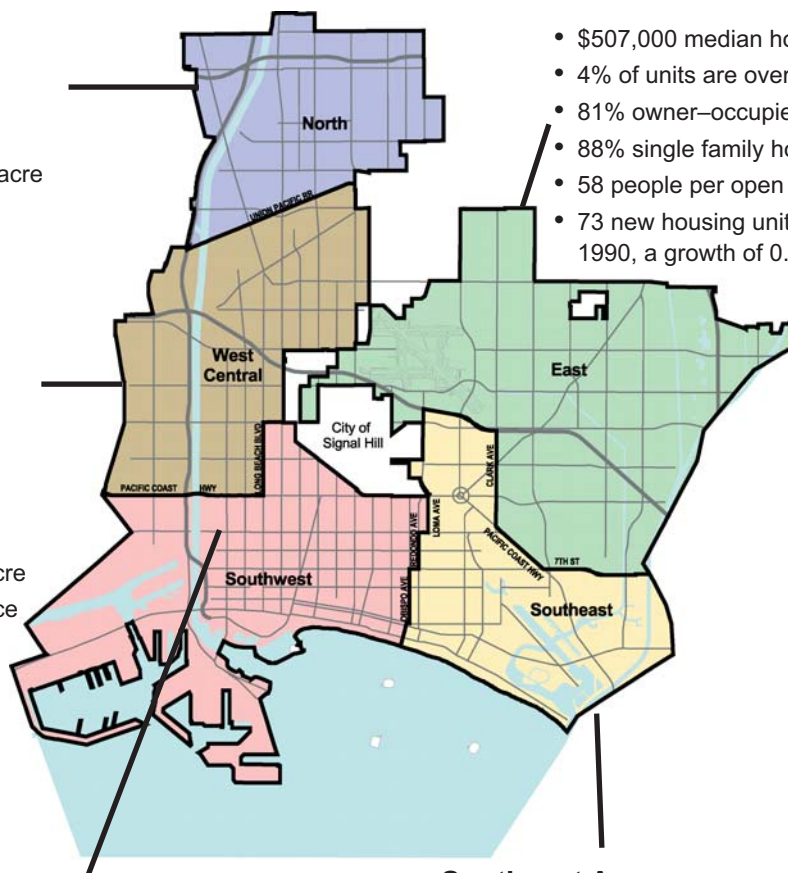 • $507,000 median ho
• 4% of units are over
• 81% owner–occupie
• 88% single family ho
• 58 people per open
• 73 new housing unit
1990, a growth of 0.
acre
North
UNION PACIFIC RR
West
Central
East
City of
Signal Hill
LONG BEACH BLVD
CLARK AVE
PACIFIC COAST HWY
LOMA AVE
REDONDO AVE
PACIFIC COAST HWY
7TH ST
OBISPO AVE
Southwest
Southeast
cre
ce